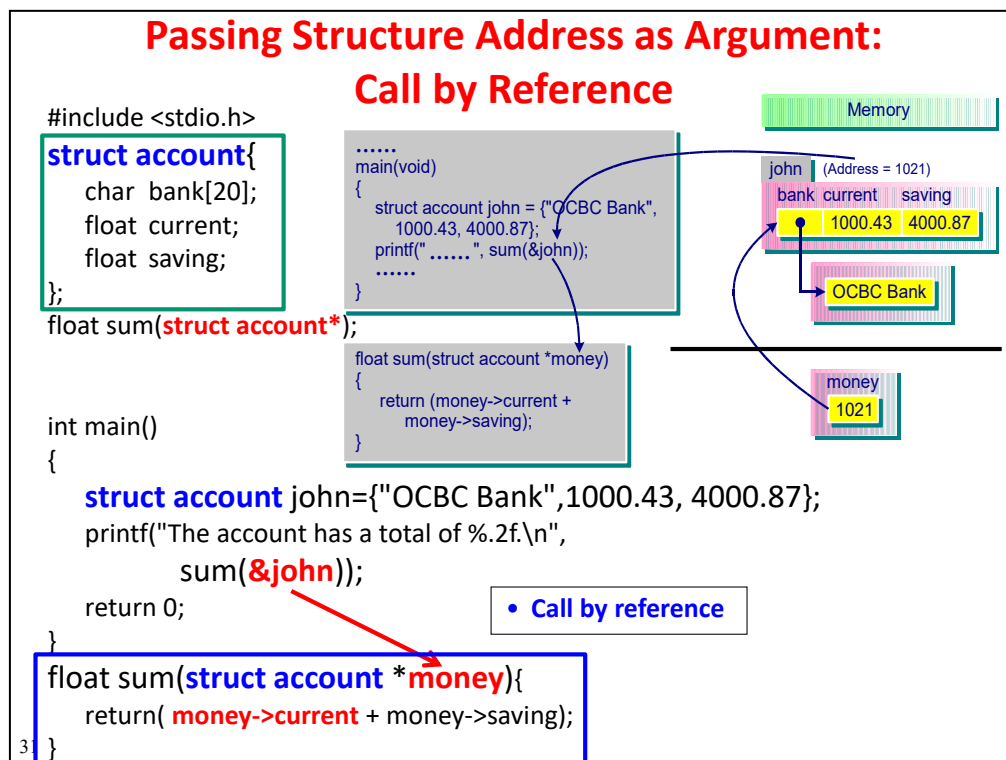 Passing Structure Address as Argument:
Call by Reference
#include <stdio.h>
struct account{
char bank[20];
float current;
float saving;
};
float sum(struct account*);
int main()
{
struct account john={"OCBC Bank",1000.43, 4000.87};
printf("The account has a total of %.2f.\n",
sum(&john));
return 0;
}
float sum(struct account *money){
return( money->current + money->saving);
}
......
main(void)
{
struct account john = {"OCBC Bank",
1000.43, 4000.87};
printf(" ...... ", sum(&john));
......
}
float sum(struct account *money)
{
return (money->current +
money->saving);
}
Memory
john (Address = 1021)
bank current saving
1000.43 4000.87
OCBC Bank
money
1021
• Call by reference
31